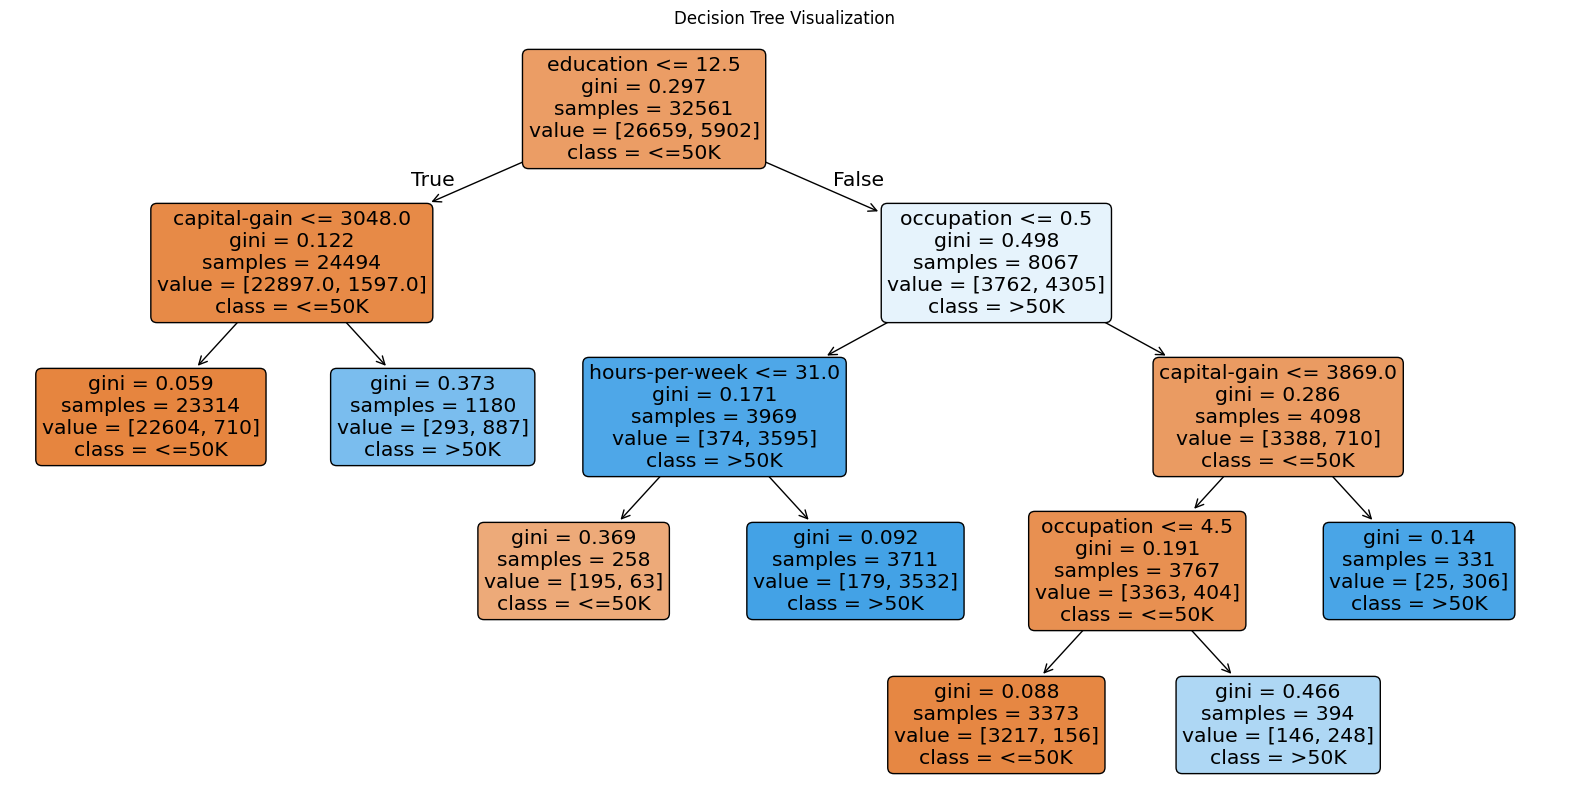 Decision Tree Visualization
education <= 12.5
gini = 0.297
samples = 32561
value = [26659, 5902]
class = <=50K
True
False
capital-gain <= 3048.0
gini = 0.122
samples = 24494
value = [22897.0, 1597.0]
class = <=50K
occupation <= 0.5
gini = 0.498
samples = 8067
value = [3762, 4305]
class = >50K
gini = 0.059
samples = 23314
value = [22604, 710]
class = <=50K
gini = 0.373
samples = 1180
value = [293, 887]
class = >50K
hours-per-week <= 31.0
gini = 0.171
samples = 3969
value = [374, 3595]
class = >50K
capital-gain <= 3869.0
gini = 0.286
samples = 4098
value = [3388, 710]
class = <=50K
gini = 0.369
samples = 258
value = [195, 63]
class = <=50K
gini = 0.092
samples = 3711
value = [179, 3532]
class = >50K
occupation <= 4.5
gini = 0.191
samples = 3767
value = [3363, 404]
class = <=50K
gini = 0.14
samples = 331
value = [25, 306]
class = >50K
gini = 0.088
samples = 3373
value = [3217, 156]
class = <=50K
gini = 0.466
samples = 394
value = [146, 248]
class = >50K